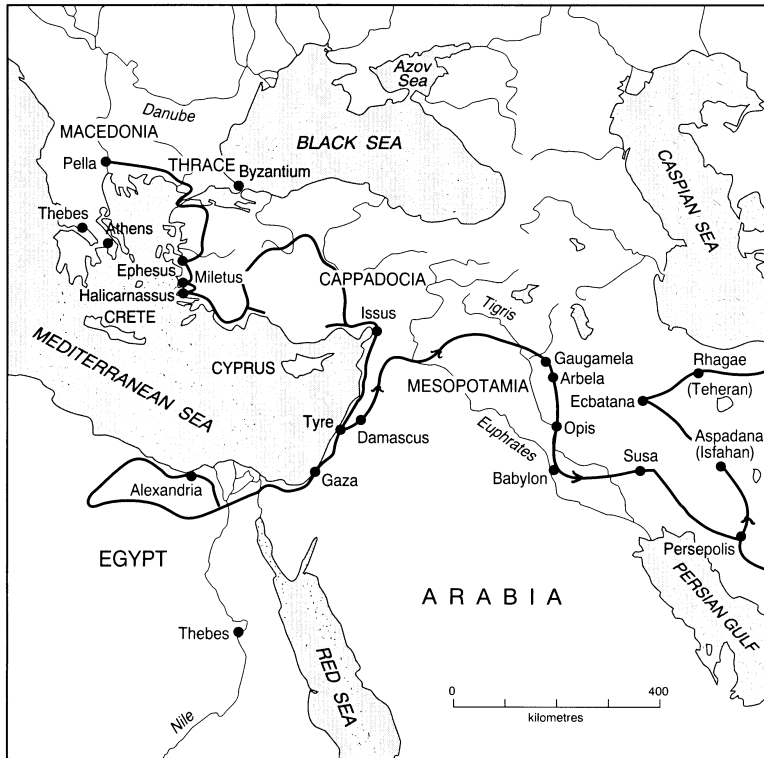 Azov
Sea
Danube
MACEDONIA
BLACK SEA
Pella
THRACE
Byzantium
CASPIAN SEA
Thebes
Athens
Ephesus
Miletus
CAPPADOCIA
Halicarnassus
CRETE
Issus
Tigris
MEDITERRANEAN SEA
CYPRUS
Gaugamela
Rhagae
(Teheran)
MESOPOTAMIA
Arbela
Ecbatana
Tyre
Damascus
Euphrates
Opis
Aspadana
(Isfahan)
Susa
Alexandria
Gaza
Babylon
EGYPT
Persepolis
ARABIA
PERSIAN GULF
Thebes
RED SEA
Nile
0 400
kilometres